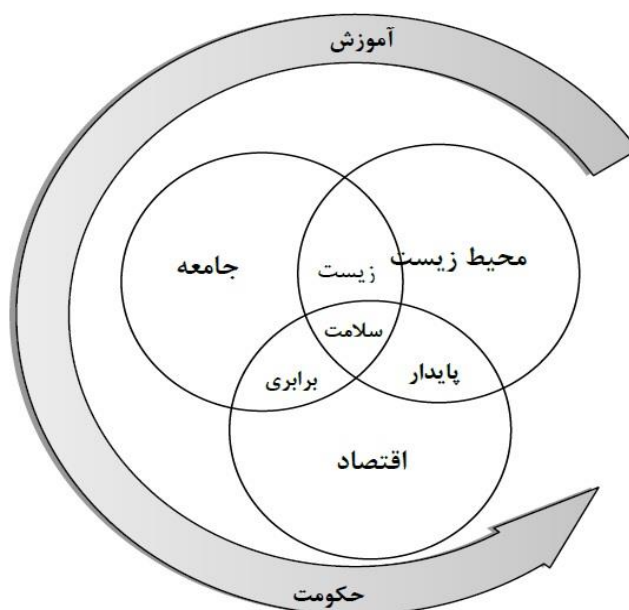 آموزش
محیط زیست
زیست
جامعه
سلامت
پایدار
برابری
اقتصاد
حکومت